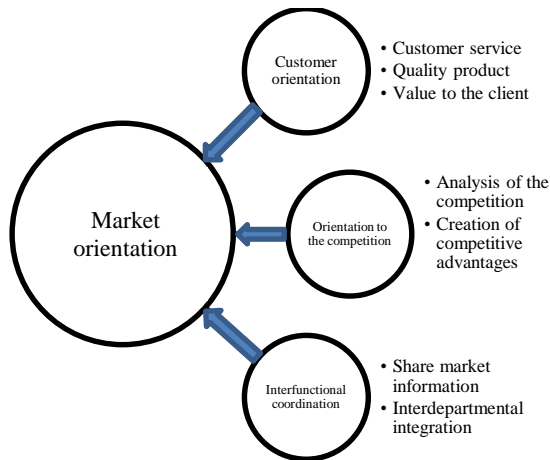 Customer
orientation
• Customer service
• Quality product
• Value to the client
Market
orientation
Orientation to
the competition
• Analysis of the
competition
• Creation of
competitive
advantages
Interfunctional
coordination
• Share market
information
• Interdepartmental
integration